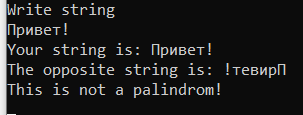 Write string
Привет!
Your string is: Привет!
The opposite string is: !тевирП
This is not a palindrom!